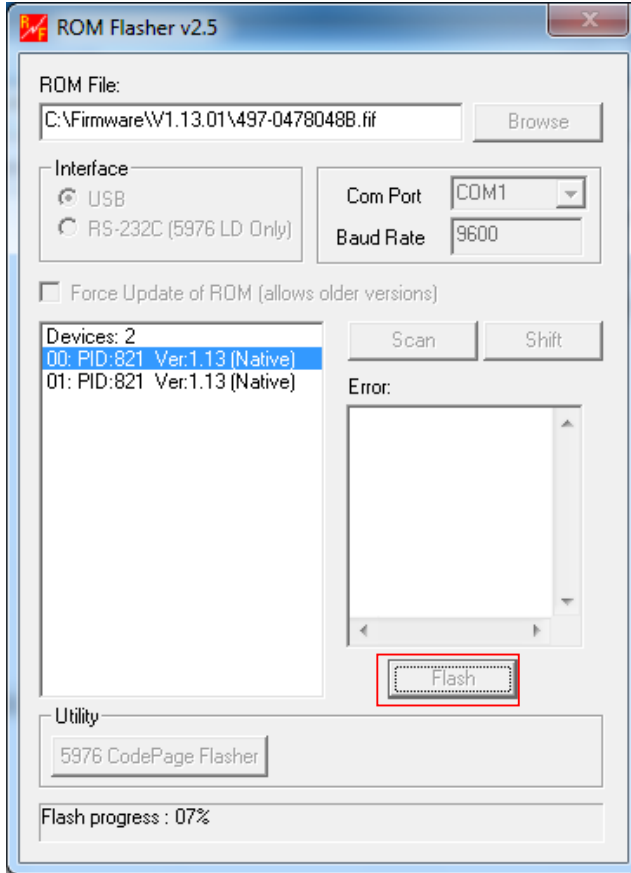 ROM Flasher v2.5
ROM File:
C:\Firmware\V1.13.01\497-0478048B.fif
Browse
Interface
USB
RS-232C (5976 LD Only)
Com Port
COM1
Baud Rate
9600
Force Update of ROM (allows older versions)
Devices: 2
00: PID:821 Ver:1.13 (Native)
01: PID:821 Ver:1.13 (Native)
Scan
Shift
Error:
Flash
Utility
5976 CodePage Flasher
Flash progress : 07%